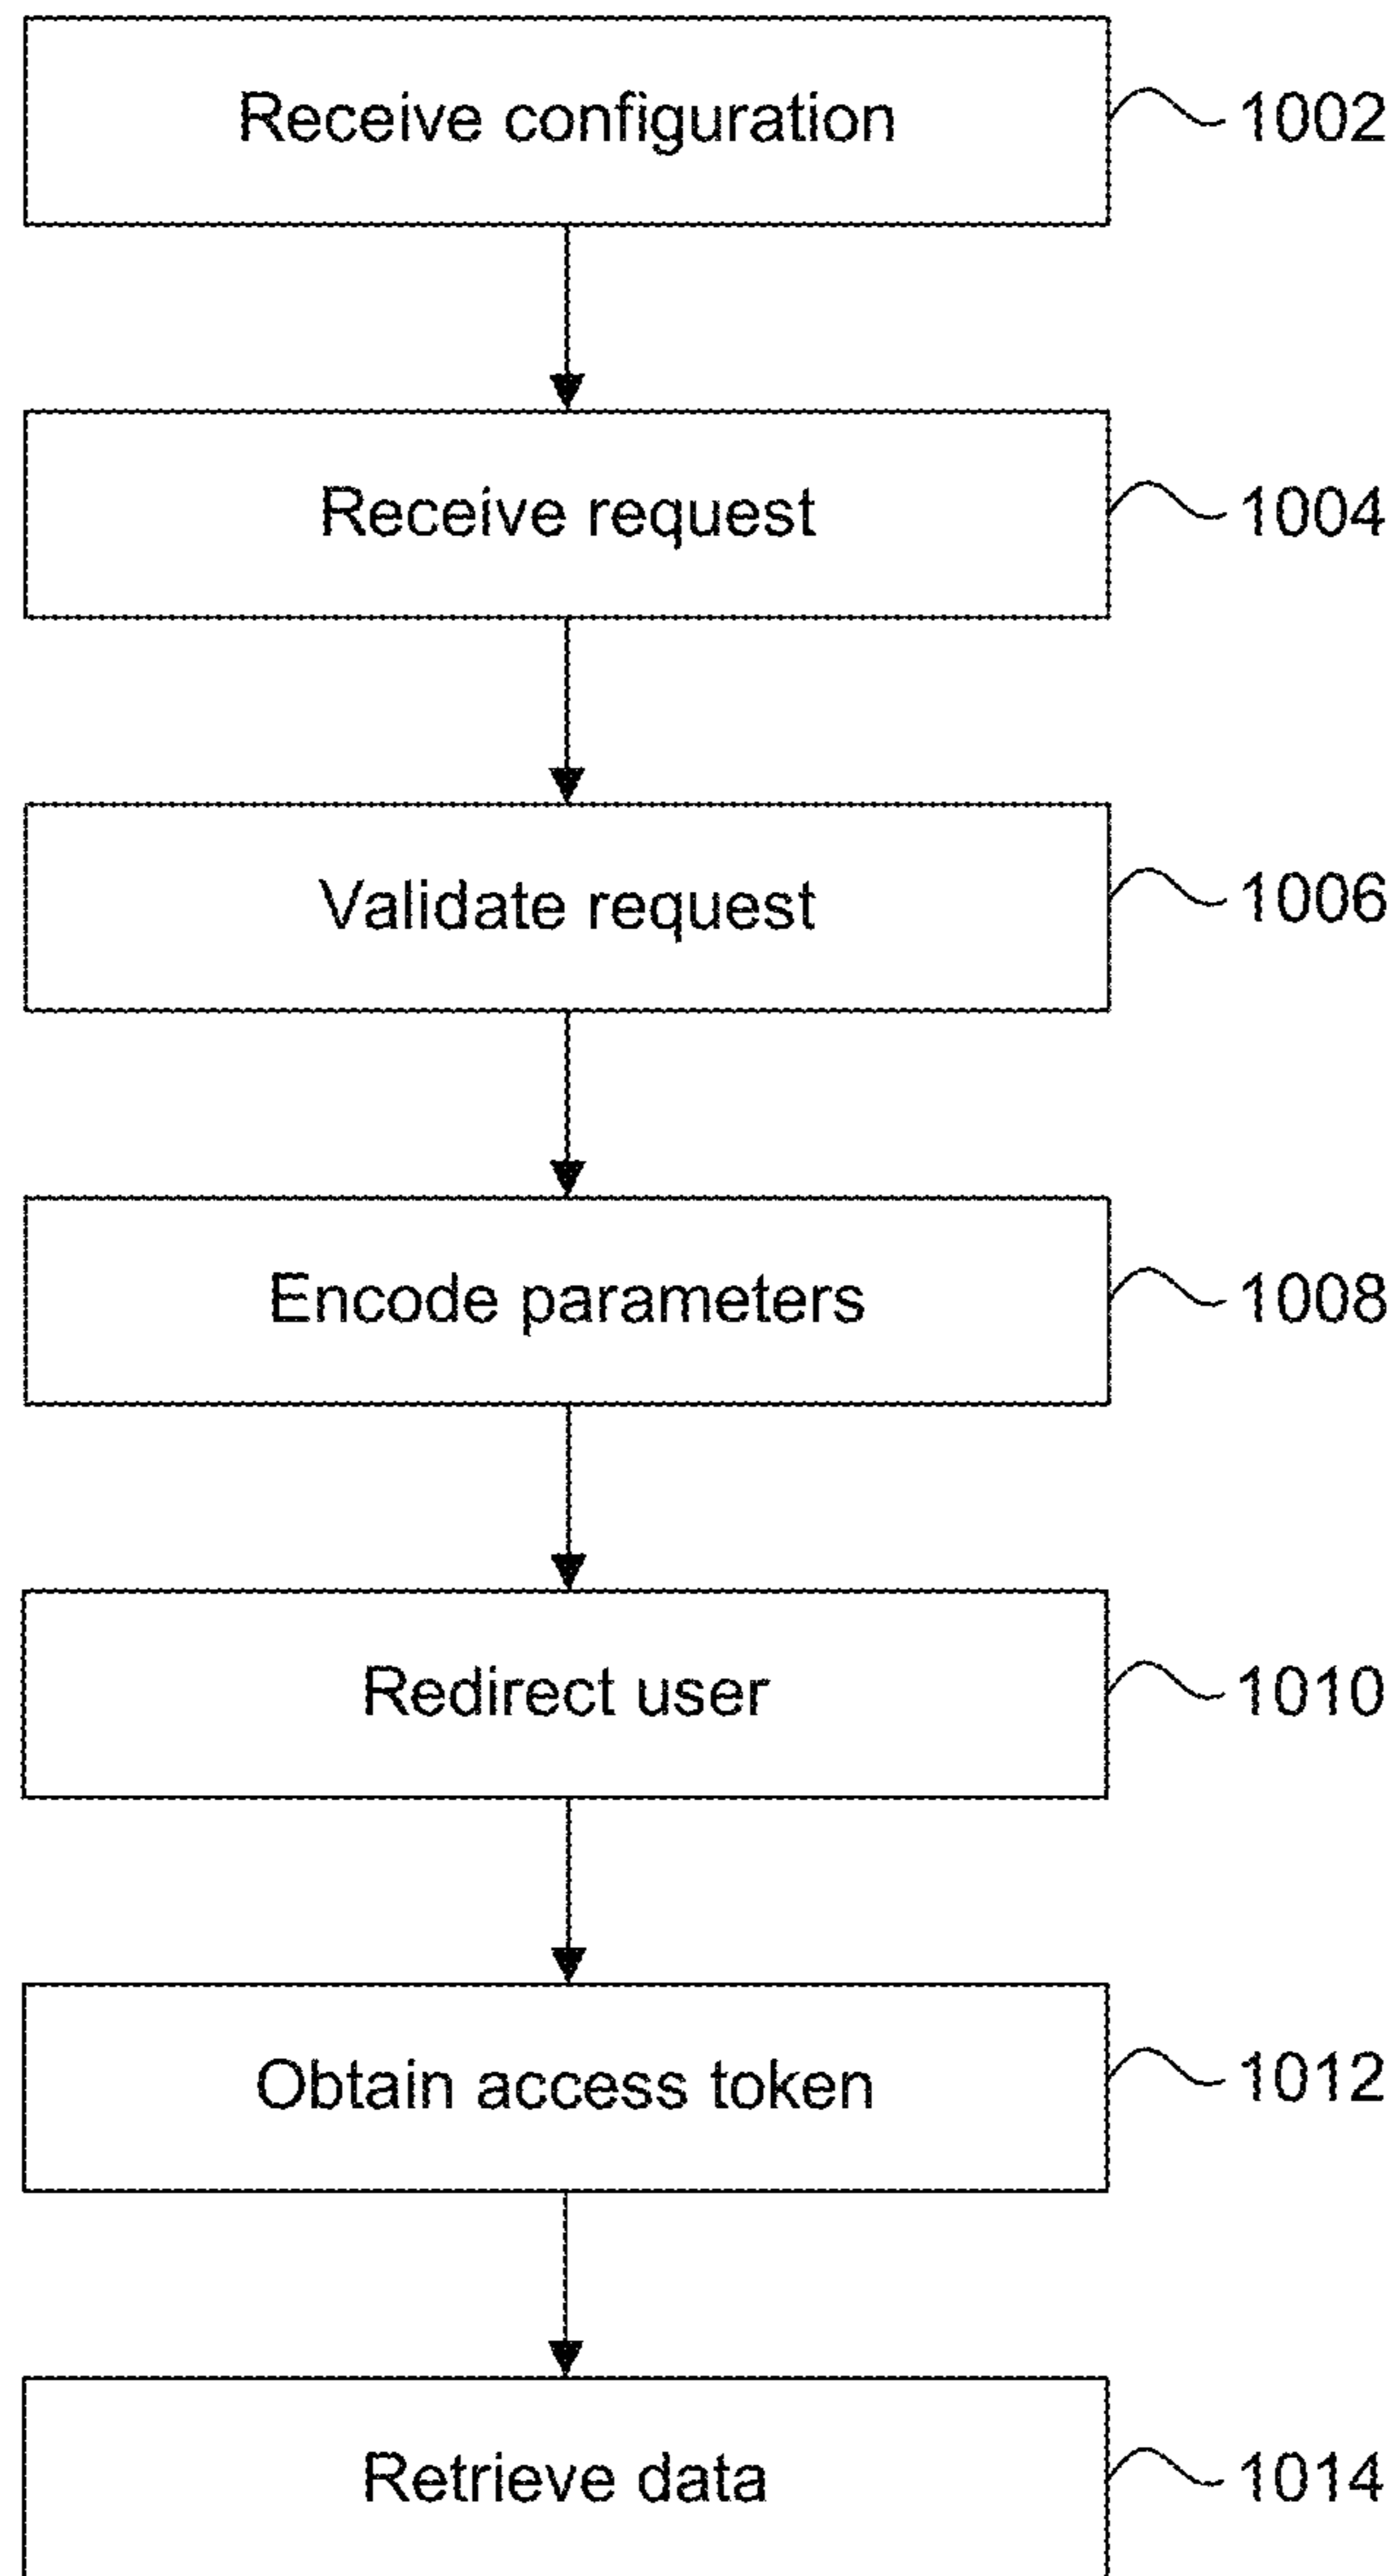 Receive configuration
1002
Receive request
1004
Validate request
1006
Encode parameters
1008
Redirect user
1010
Obtain access token
1012
Retrieve data
1014